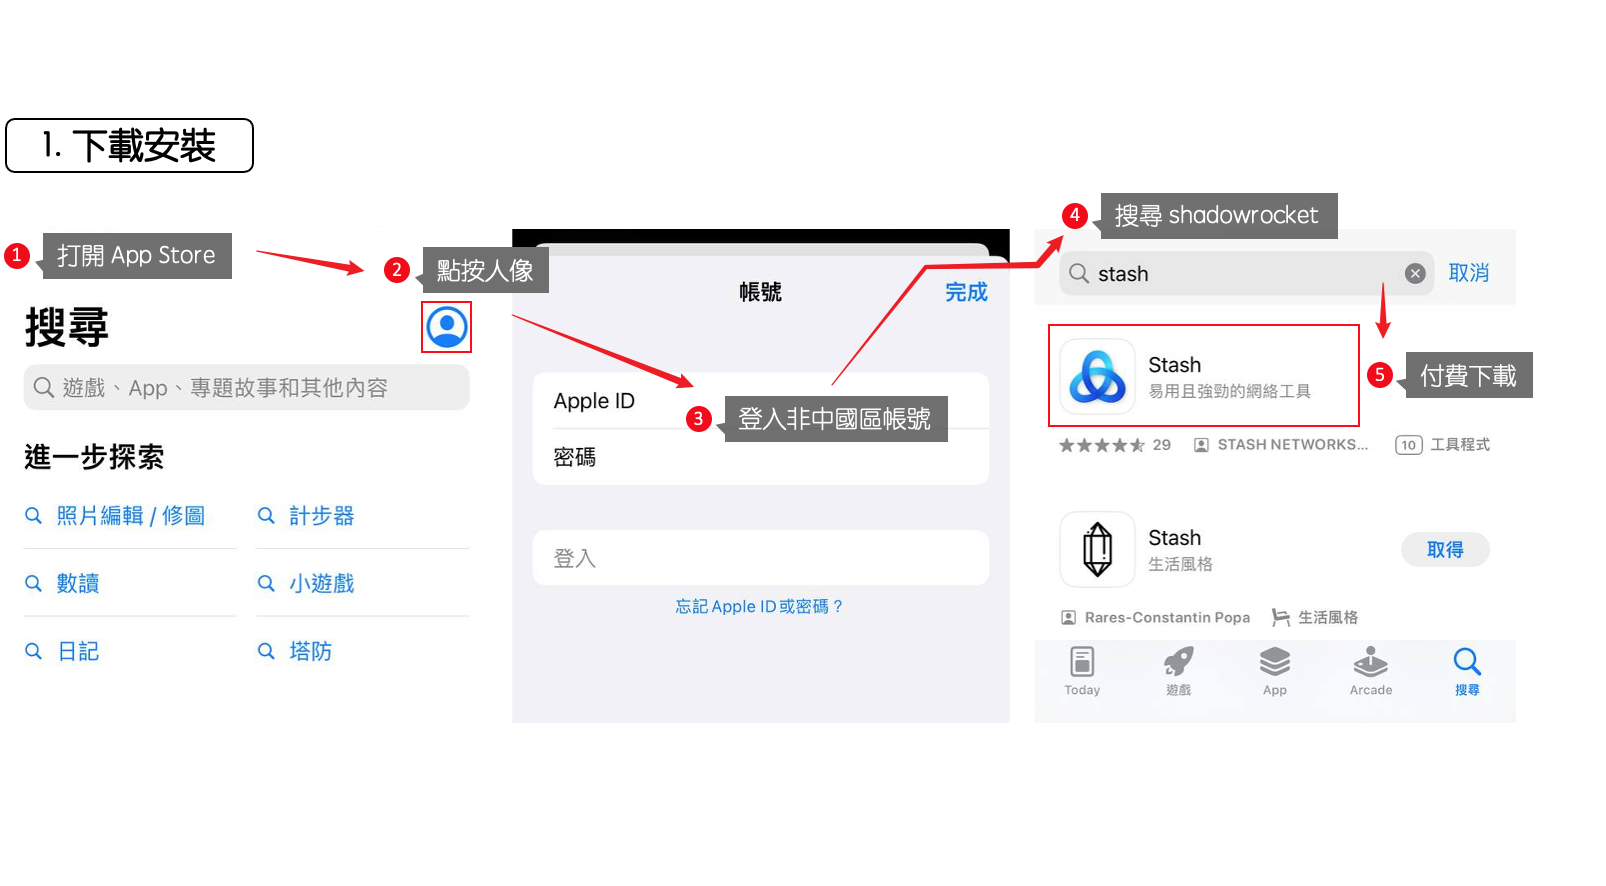 1. 下載安裝
1 打開 App Store
2 點按人像
搜尋
遊戲、App、專題故事和其他內容
進一步探索
照片編輯 / 修圖
計步器
數讀
小遊戲
日記
塔防
帳號
完成
Apple ID
3 登入非中國區帳號
密碼
登入
忘記 Apple ID 或密碼？
4 搜尋 shadowrocket
stash
取消
Stash
易用且強勁的網絡工具
5 付費下載
29
STASH NETWORKS...
10 工具程式
Stash
生活風格
取得
Rares-Constantin Popa
生活風格
Today
遊戲
App
Arcade
搜尋